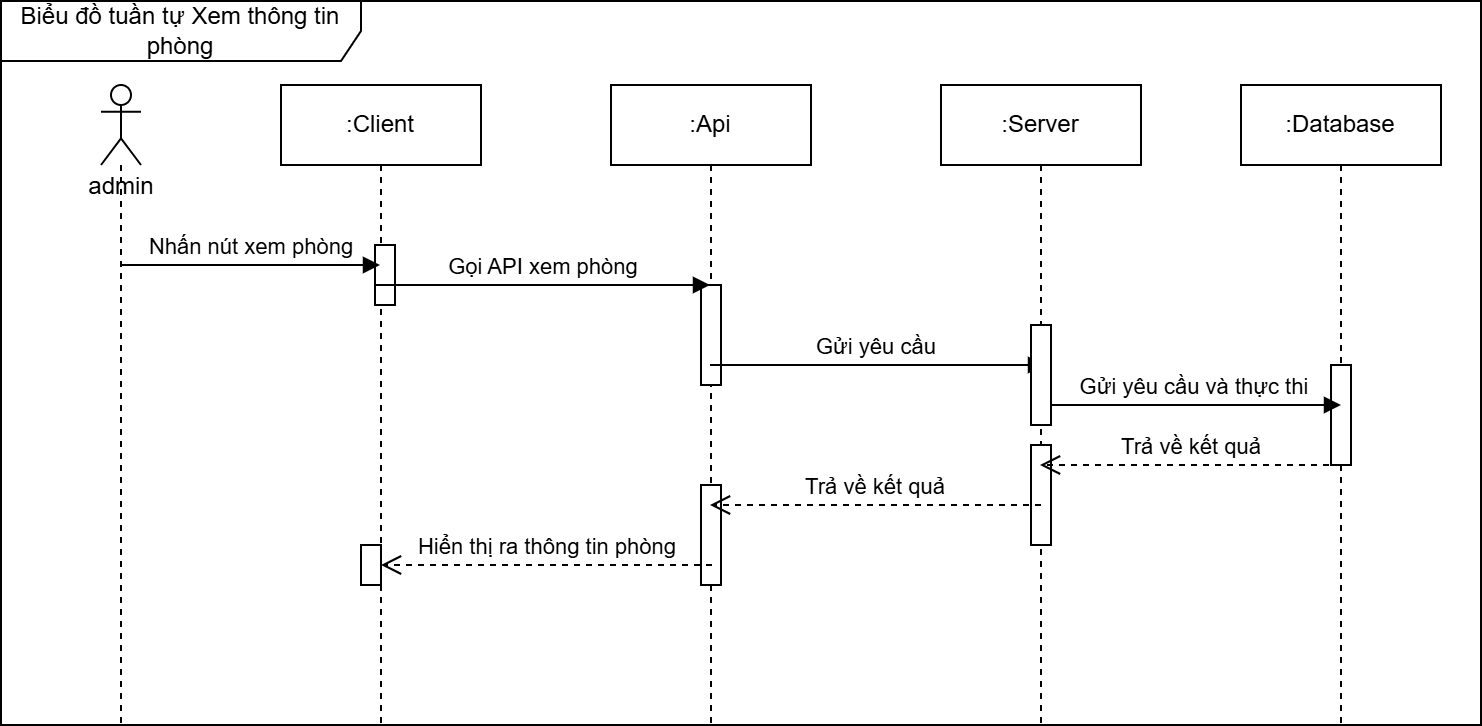 Biểu đồ tuần tự Xem thông tin
phòng
:Client
:Api
:Server
:Database
admin
Nhấn nút xem phòng
Gọi API xem phòng
Gửi yêu cầu
Gửi yêu cầu và thực thi
Trả về kết quả
Trả về kết quả
Hiển thị ra thông tin phòng